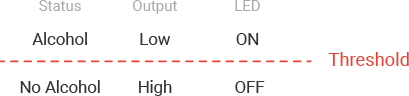 Status Output LED
Alcohol Low ON
Threshold
No Alcohol High OFF